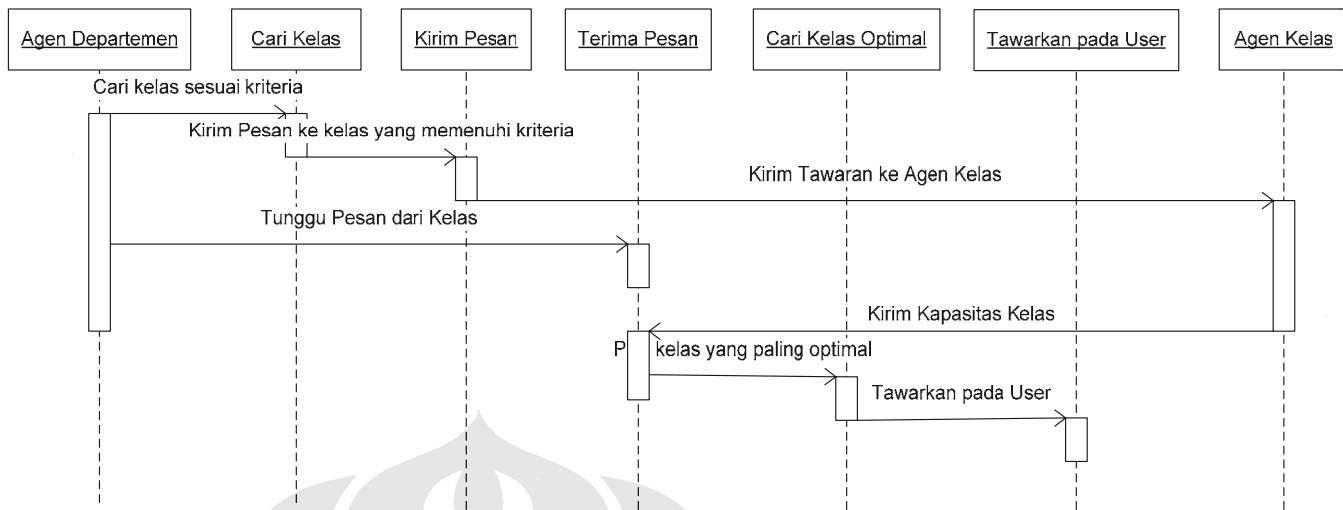 Agen Departemen
Cari Kelas
Kirim Pesan
Terima Pesan
Cari Kelas Optimal
Tawarkan pada User
Agen Kelas
Cari kelas sesuai kriteria
Kirim Pesan ke kelas yang memenuhi kriteria
Kirim Tawaran ke Agen Kelas
Tunggu Pesan dari Kelas
Kirim Kapasitas Kelas
kelas yang paling optimal
Tawarkan pada User